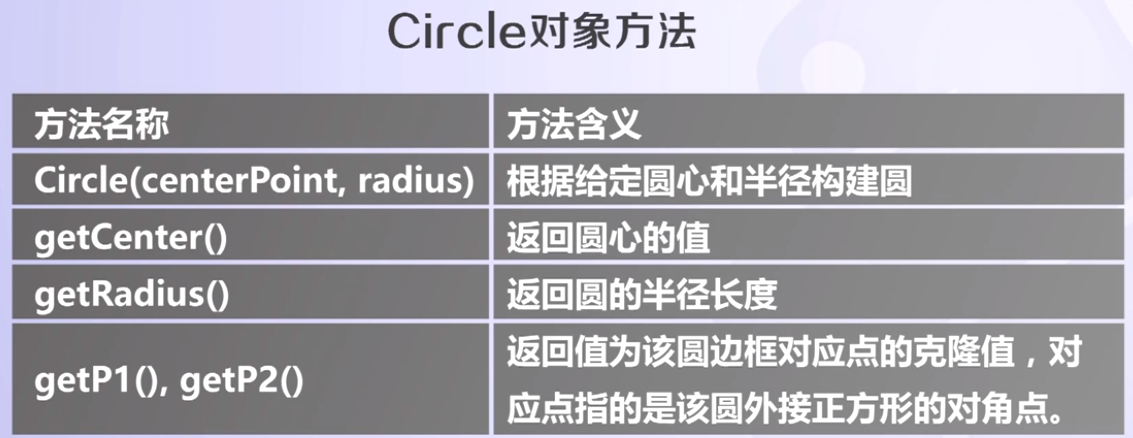 Circle对象方法
方法名称
方法含义
Circle(centerPoint, radius)
根据给定圆心和半径构建圆
getCenter()
返回圆心的值
getRadius()
返回圆的半径长度
getP1(), getP2()
返回值为该圆边框对应点的克隆值，对
应点指的是该圆外接正方形的对角点。